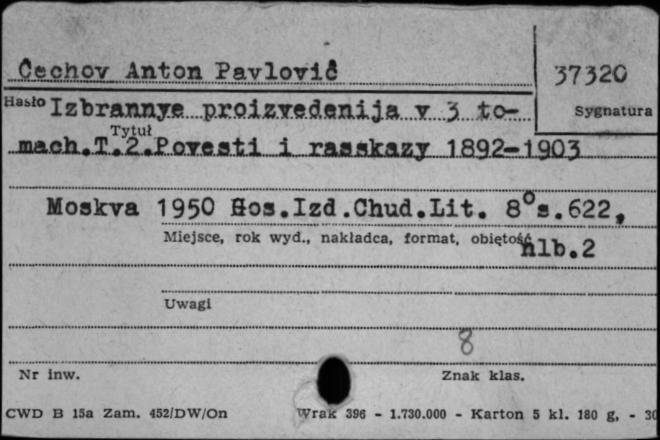 Čechov Anton Pavlovič
37320
Hasło Izbrannye proizvedenija v 3 to-
Sygnatura
Tytuł
mach.T.2.Povesti i rasskazy 1892-1903
Moskva 1950 Hos.Izd.Chud.Lit. 8°s.622,
Miejsce, rok wyd., nakładca, format, objętość
nlb.2
Uwagi
8
Nr inw.
Znak klas.
CWD B 15a Zam. 452/DW/On Wrak 396 - 1.730.000 - Karton 5 kl. 180 g, - 30